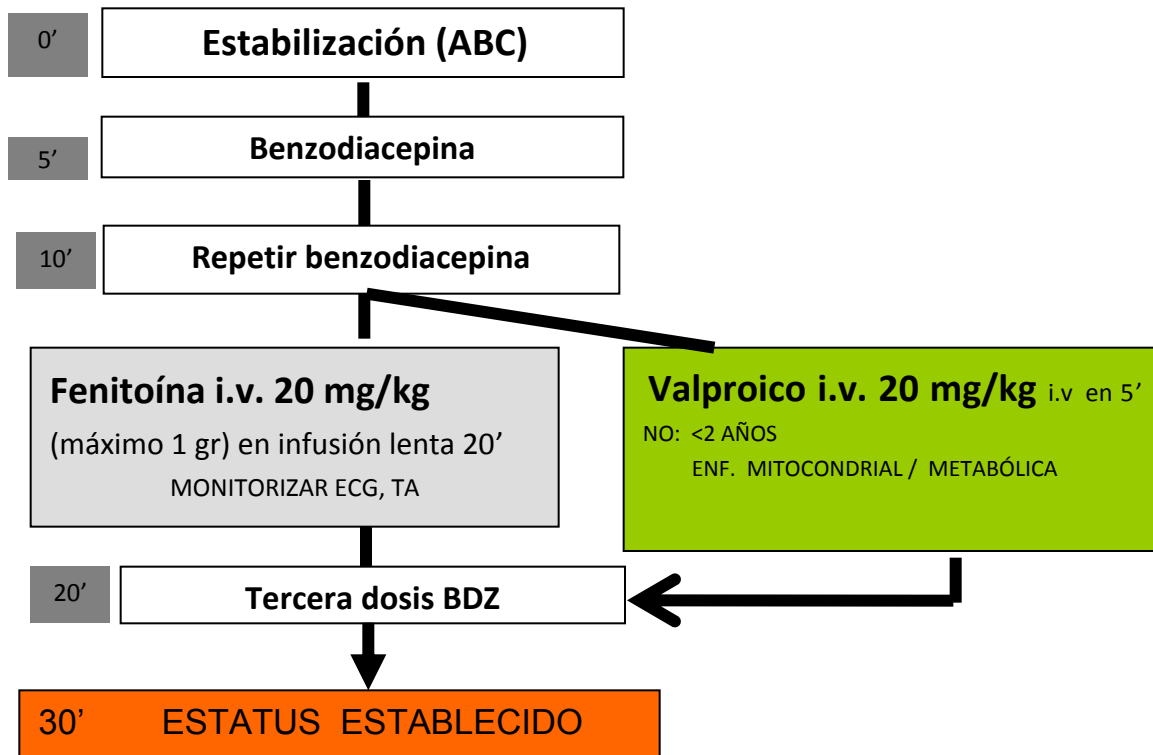 0’
Estabilización (ABC)
5’
Benzodiacepina
10’
Repetir benzodiacepina
Fenitoína i.v. 20 mg/kg
(máximo 1 gr) en infusión lenta 20’
MONITORIZAR ECG, TA
Valproico i.v. 20 mg/kg i.v en 5’
NO: <2 AÑOS
ENF. MITOCONDRIAL / METABÓLICA
20’
Tercera dosis BDZ
30’ ESTATUS ESTABLECIDO